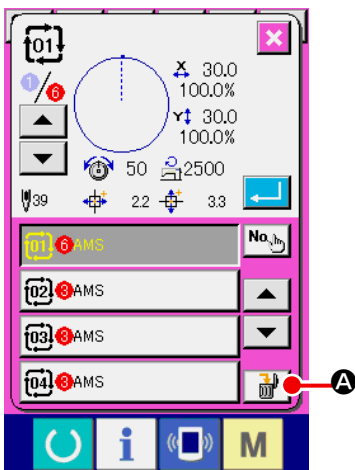 01
X 30.0
100.0%
1/6
Y 30.0
100.0%
50 2500
39 2.2 3.3
01 6 AMS No.
02 3 AMS
03 3 AMS
04 3 AMS
A
i M